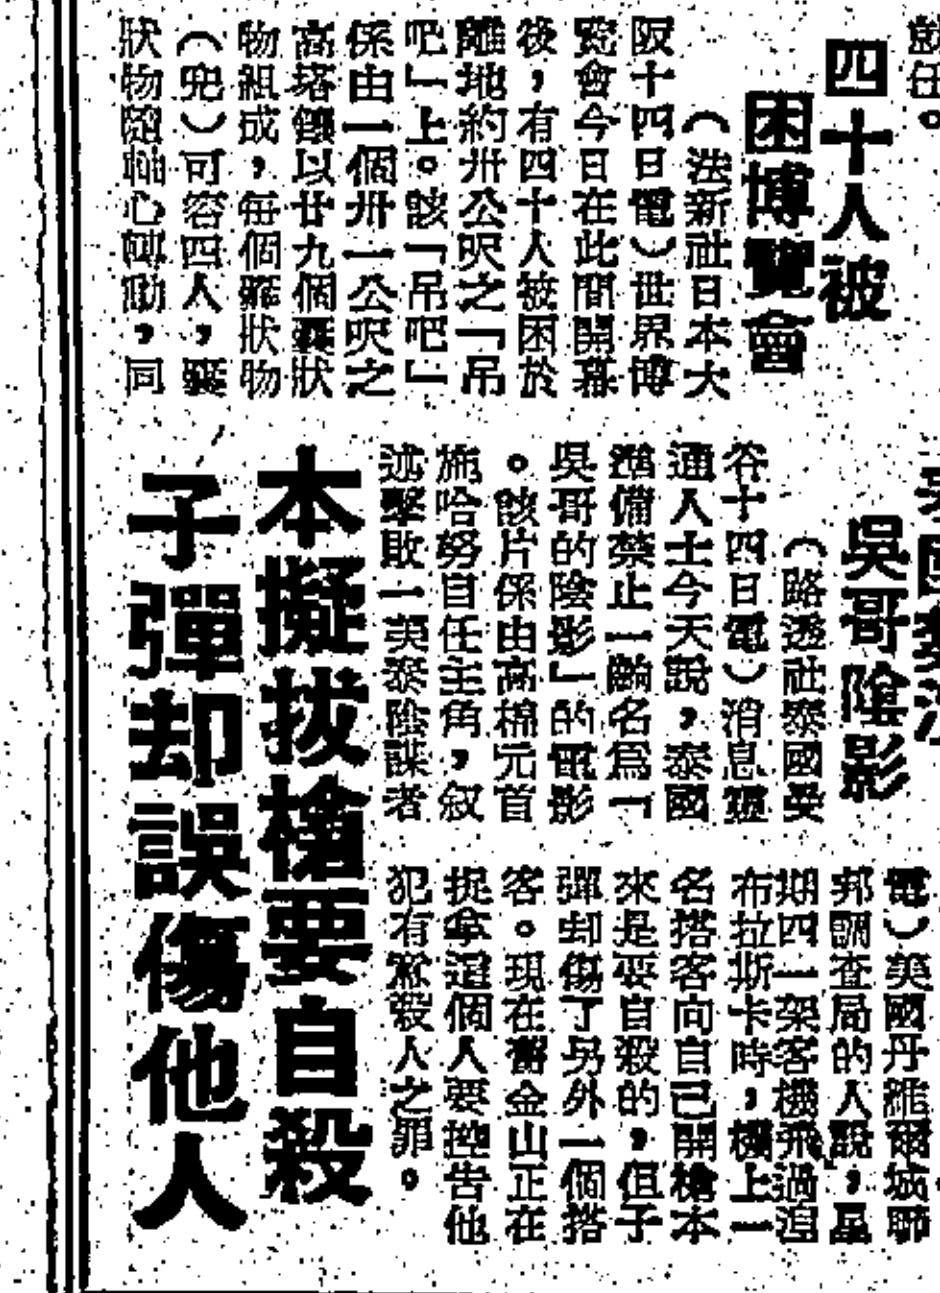 任。
四十人被
困博覽會
（法新社日本大
阪十四日電）世界博
覽會今日在此間開幕
後，有四十人被困於
離地約卅公呎之「吊
吧」上。該「吊吧」
係由一個卅一公呎之
高塔飾以廿九個囊狀
物組成，每個囊狀物
（兜）可容四人，囊
狀物隨軸心轉動，同
吳哥陰影
（路透社泰國曼
谷十四日電）消息靈
通人士今天說，泰國
準備禁止一齣名為「
吳哥的陰影」的電影
。該片係由高棉元首
施哈努自任主角，叙
述擊敗一美泰陰謀者
電）美國丹維爾城聯
邦調查局的人說，星
期四一架客機飛過
布拉斯卡時，機上一
名搭客向自己開槍本
來是要自殺的，但子
彈却傷了另外一個搭
客。現在舊金山正在
捉拿這個人要控告他
犯有意殺人之罪。
本擬拔槍要自殺
子彈却誤傷他人